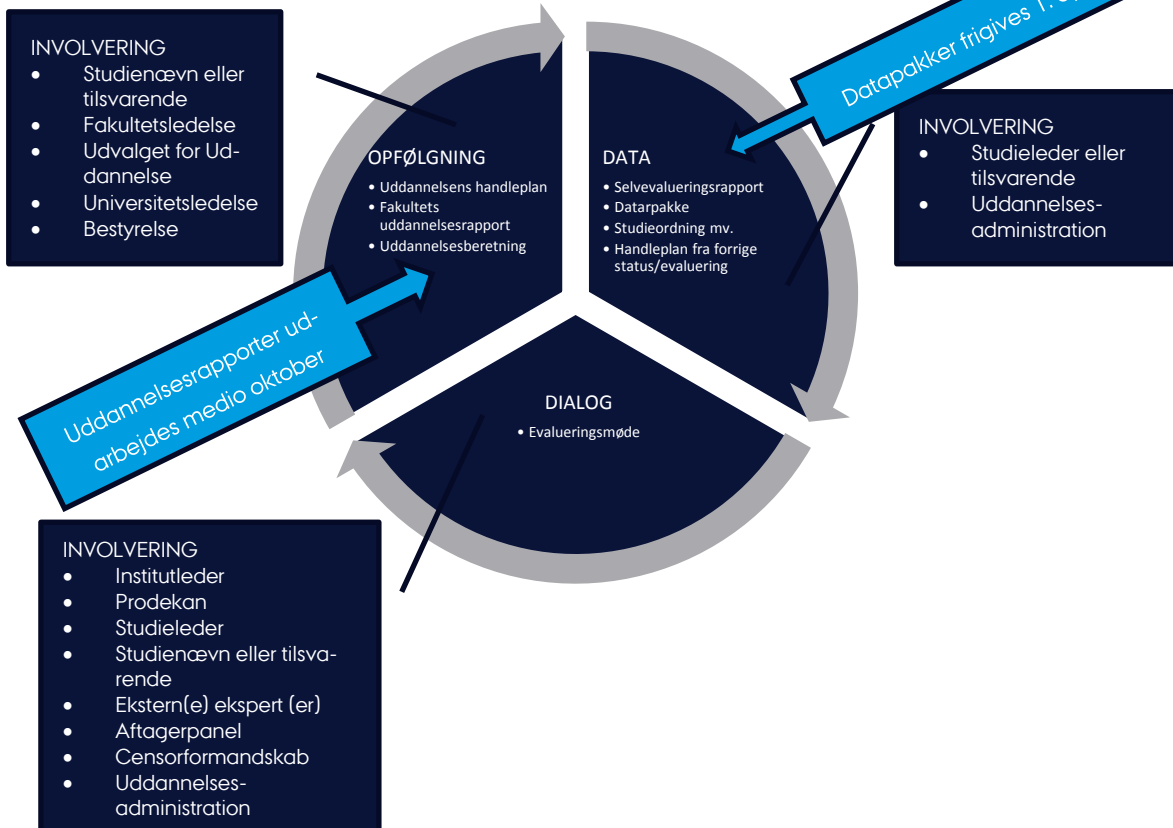 INVOLVERING
• Studienævn eller
tilsvarende
• Fakultetsledelse
• Udvalget for Ud-
dannelse
• Universitetsledelse
• Bestyrelse
OPFØLGNING
• Uddannelsens handleplan
• Fakultets
uddannelsesrapport
• Uddannelsesberetning
DATA
• Selvevalueringsrapport
• Datarpakke
• Studieordning mv.
• Handleplan fra forrige
status/evaluering
Datapakker frigives 1.
INVOLVERING
• Studieleder eller
tilsvarende
• Uddannelses-
administration
Uddannelsesrapporter ud-
arbejdes medio oktober
DIALOG
• Evalueringsmøde
INVOLVERING
• Institutleder
• Prodekan
• Studieleder
• Studienævn eller tilsva-
rende
• Ekstern(e) ekspert (er)
• Aftagerpanel
• Censorformandskab
• Uddannelses-
administration